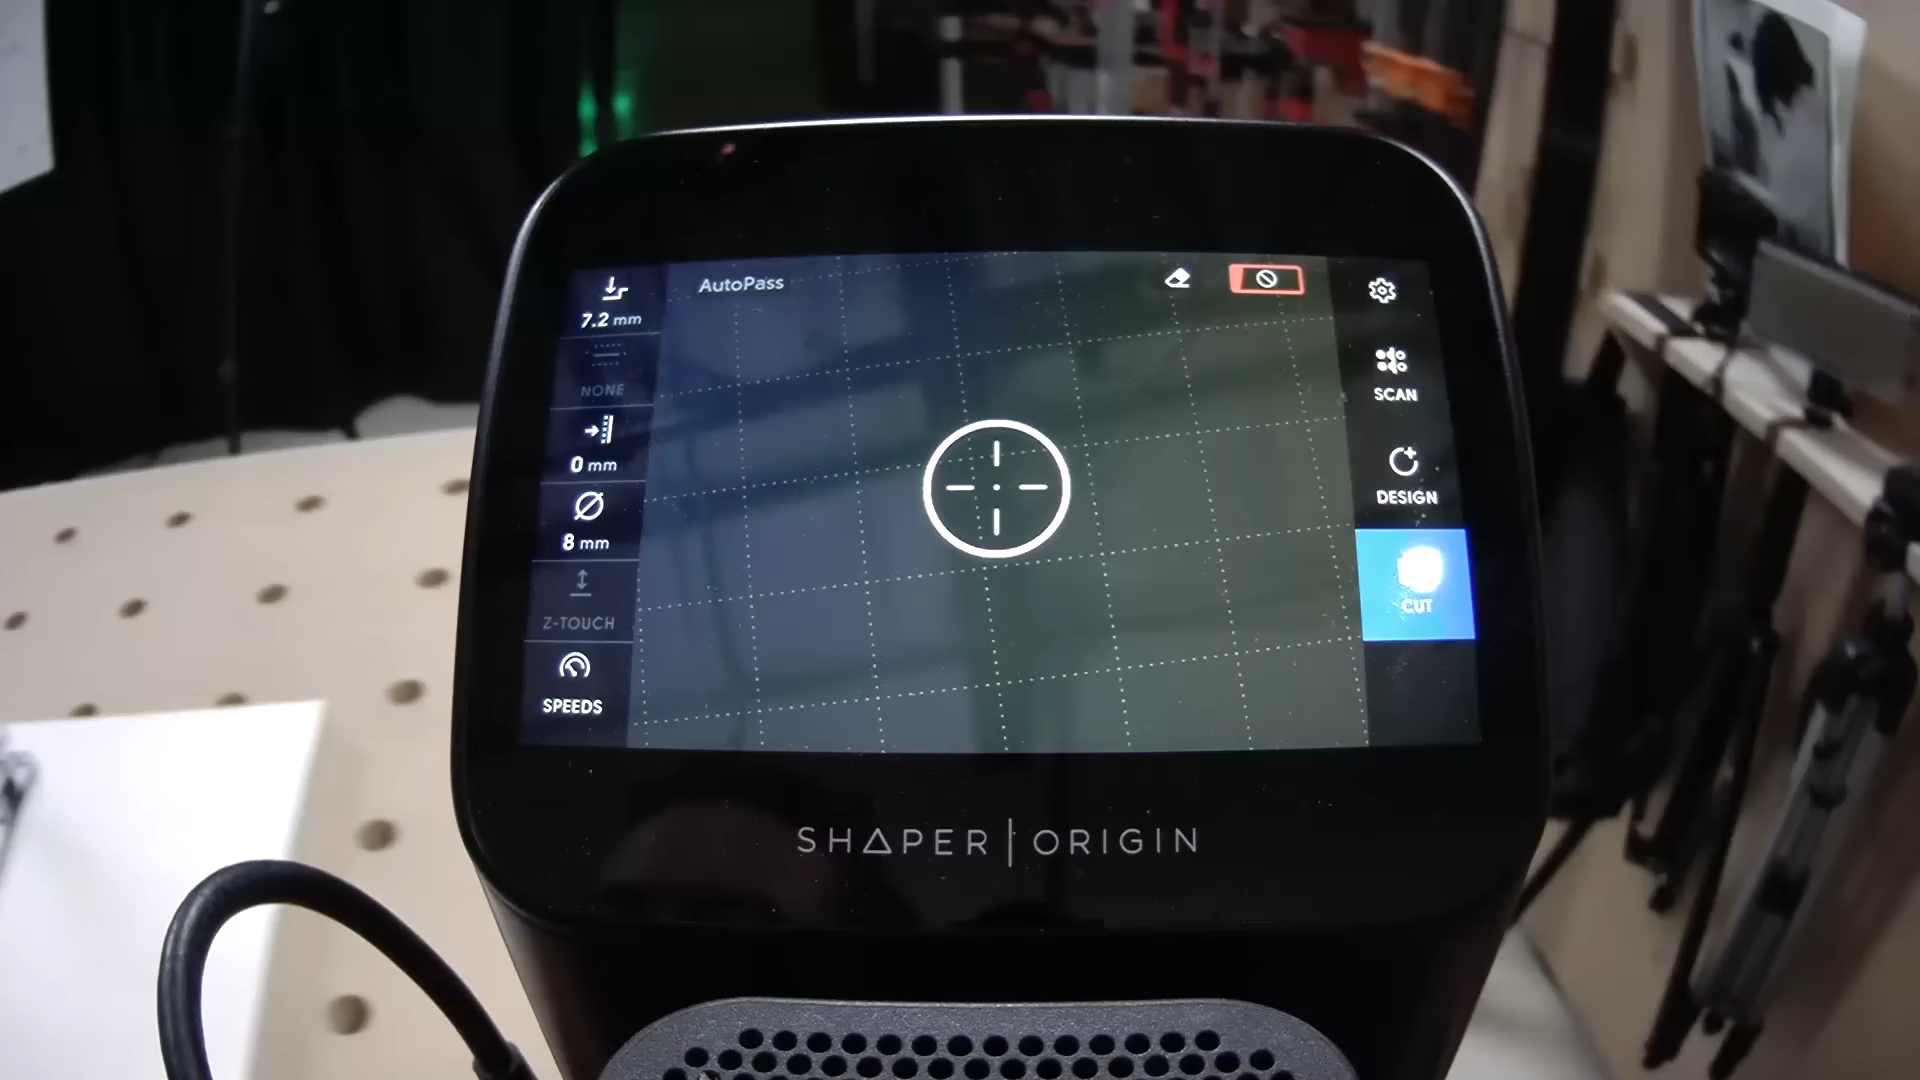 AutoPass
7.2 mm
NONE
0 mm
8 mm
Z-TOUCH
SPEEDS
SCAN
DESIGN
CUT
SHAPER | ORIGIN